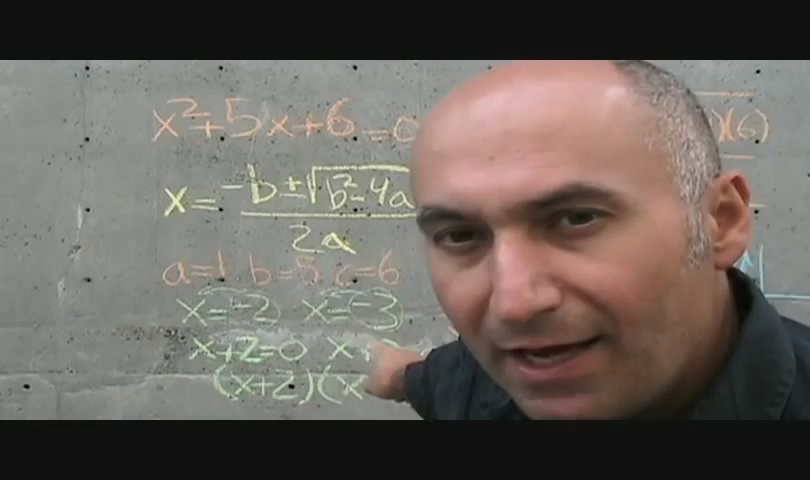 x²+5x+6=0
)(6)
x=-b±√b²-4a
2a
a=1 b=5 c=6
x=-2 x=-3
x+2=0 x+
(x+2)(x